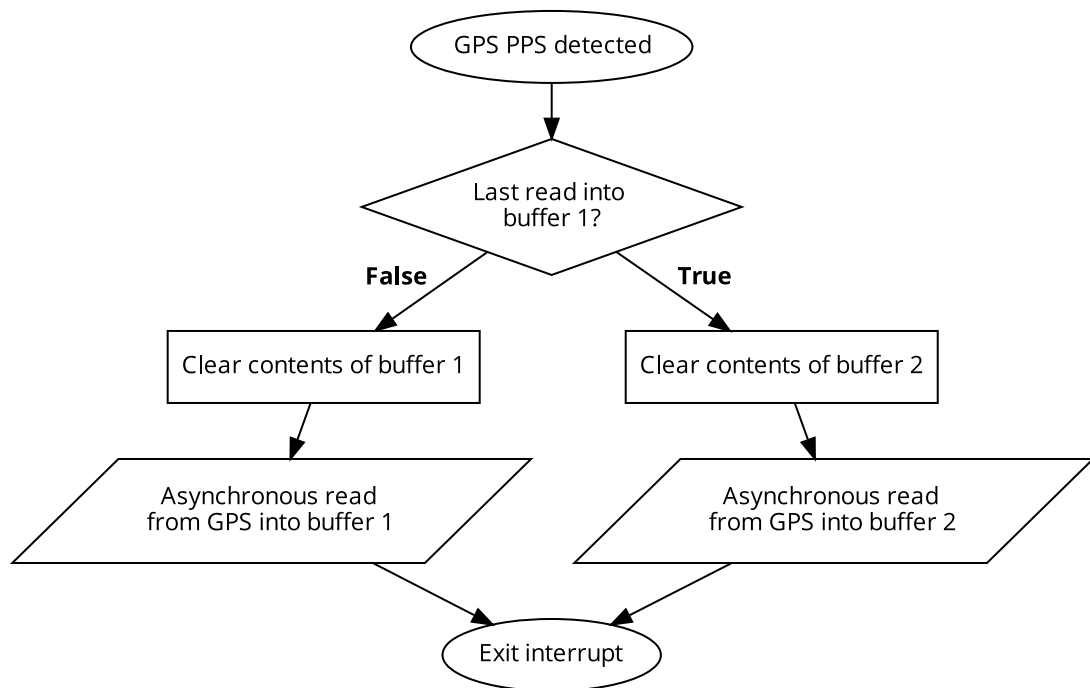 GPS PPS detected
Last read into
buffer 1?
False
True
Clear contents of buffer 1
Clear contents of buffer 2
Asynchronous read
from GPS into buffer 1
Asynchronous read
from GPS into buffer 2
Exit interrupt